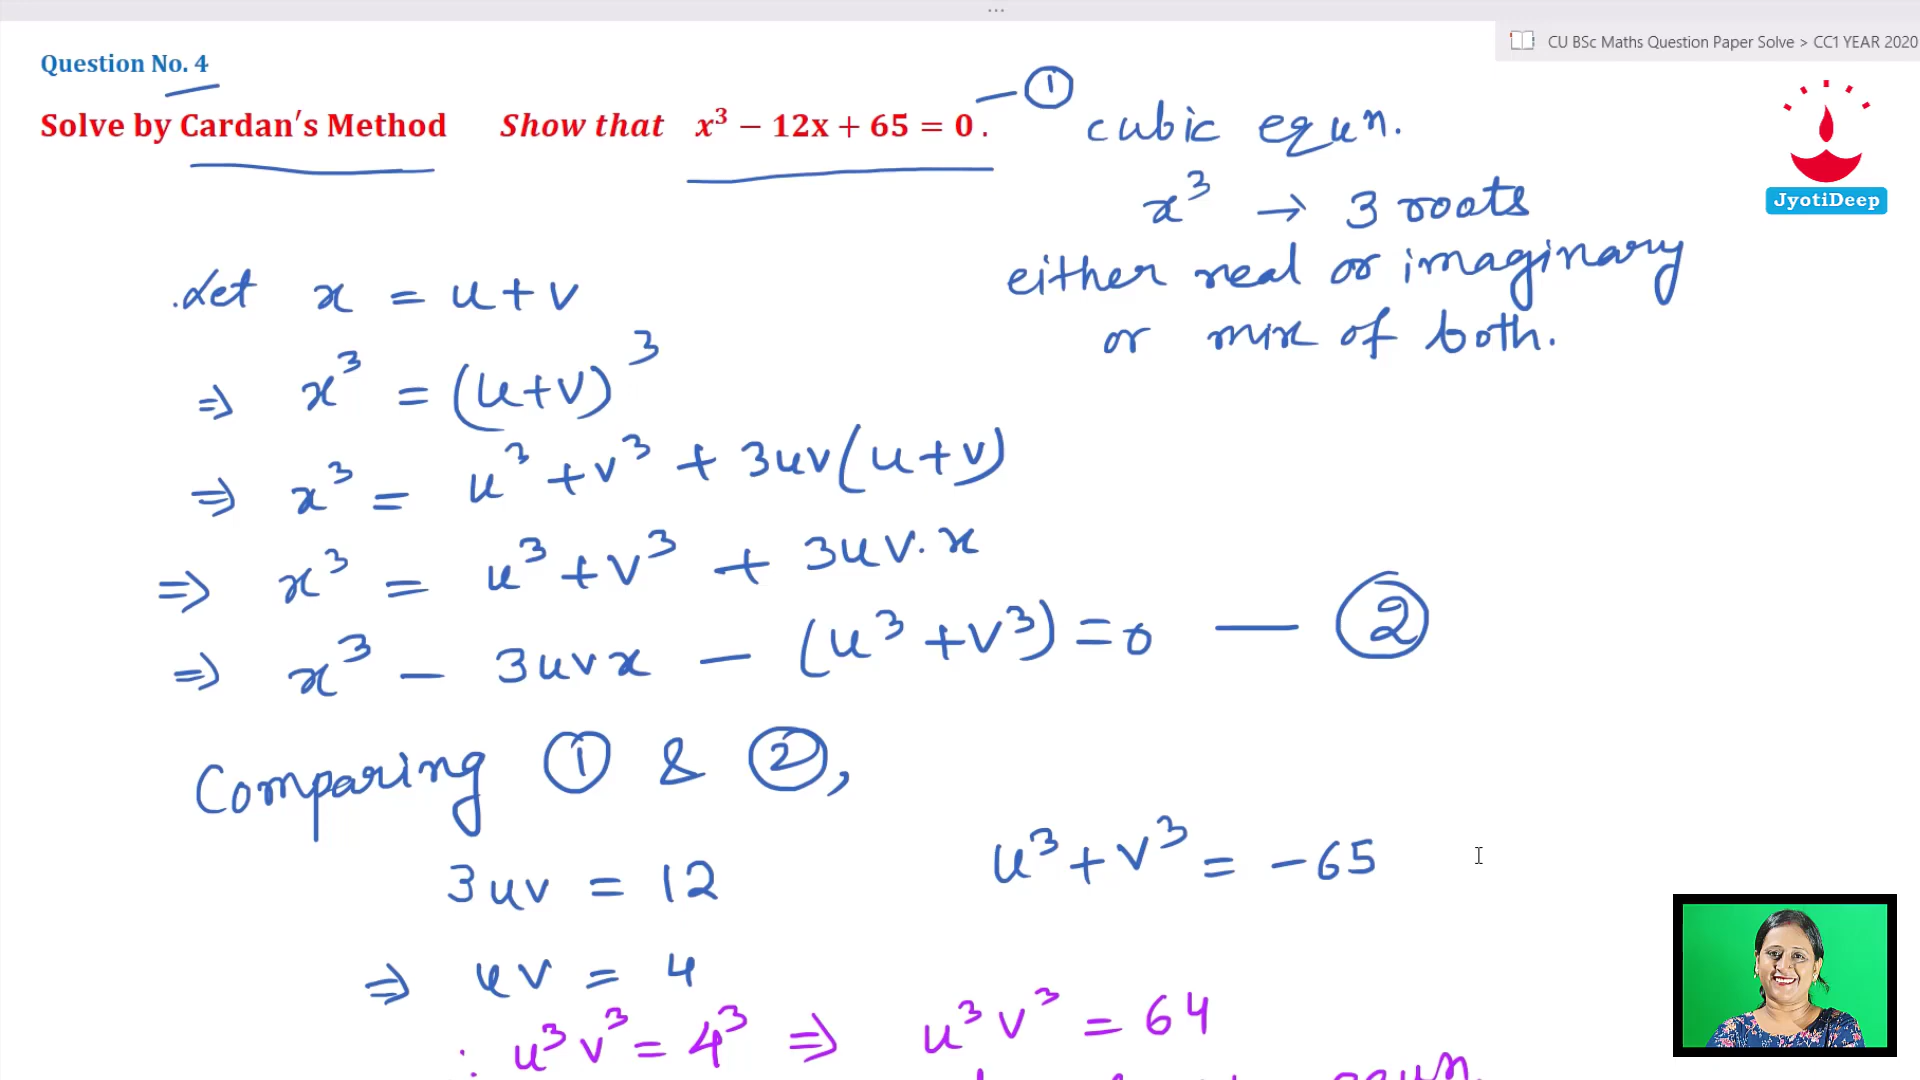 ...
CU BSc Maths Question Paper Solve > CC1 YEAR 2020
Question No. 4
Solve by Cardan's Method Show that x³ − 12x + 65 = 0 . — ①
cubic equn.
x³ → 3 roots
either real or imaginary
or mix of both.
JyotiDeep
Let x = u+v
⇒ x³ = (u+v)³
⇒ x³ = u³+v³ + 3uv(u+v)
⇒ x³ = u³+v³ + 3uv.x
⇒ x³ − 3uvx − (u³+v³) = 0 — ②
Comparing ① & ②,
3uv = 12 u³+v³ = −65
⇒ uv = 4
u³v³ = 4³ ⇒ u³v³ = 64
equn.